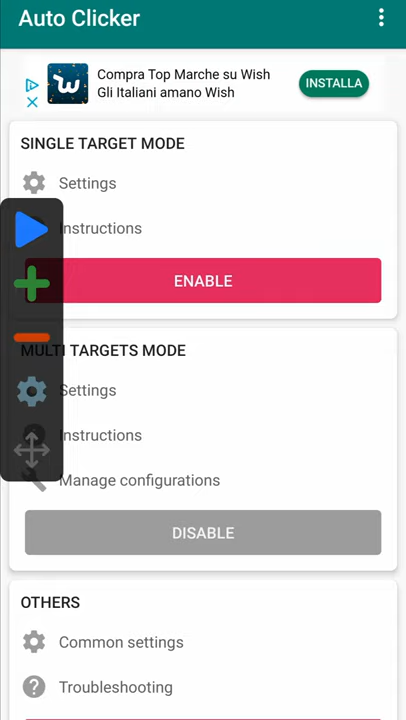 Auto Clicker
Compra Top Marche su Wish
Gli Italiani amano Wish
INSTALLA
SINGLE TARGET MODE
Settings
Instructions
ENABLE
MULTI TARGETS MODE
Settings
Instructions
Manage configurations
DISABLE
OTHERS
Common settings
Troubleshooting